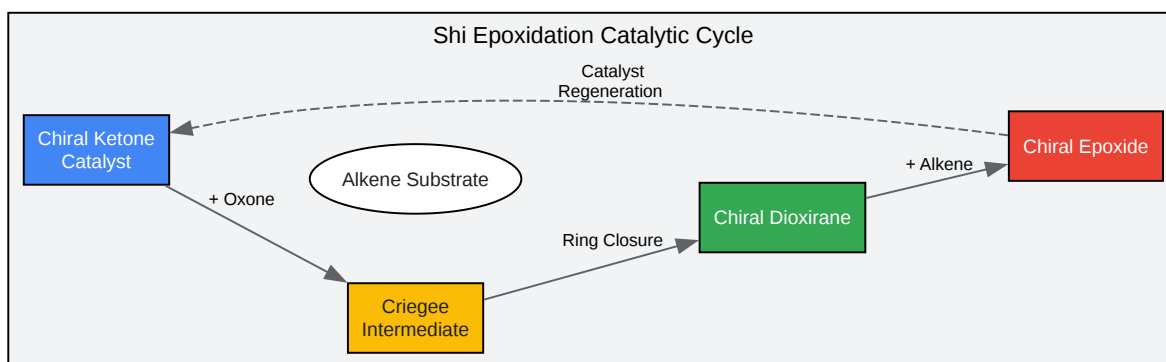 Shi Epoxidation Catalytic Cycle
Catalyst
Regeneration
Chiral Ketone
Catalyst
Chiral Epoxide
+ Alkene
Alkene Substrate
+ Oxone
Chiral Dioxirane
Ring Closure
Criegee
Intermediate